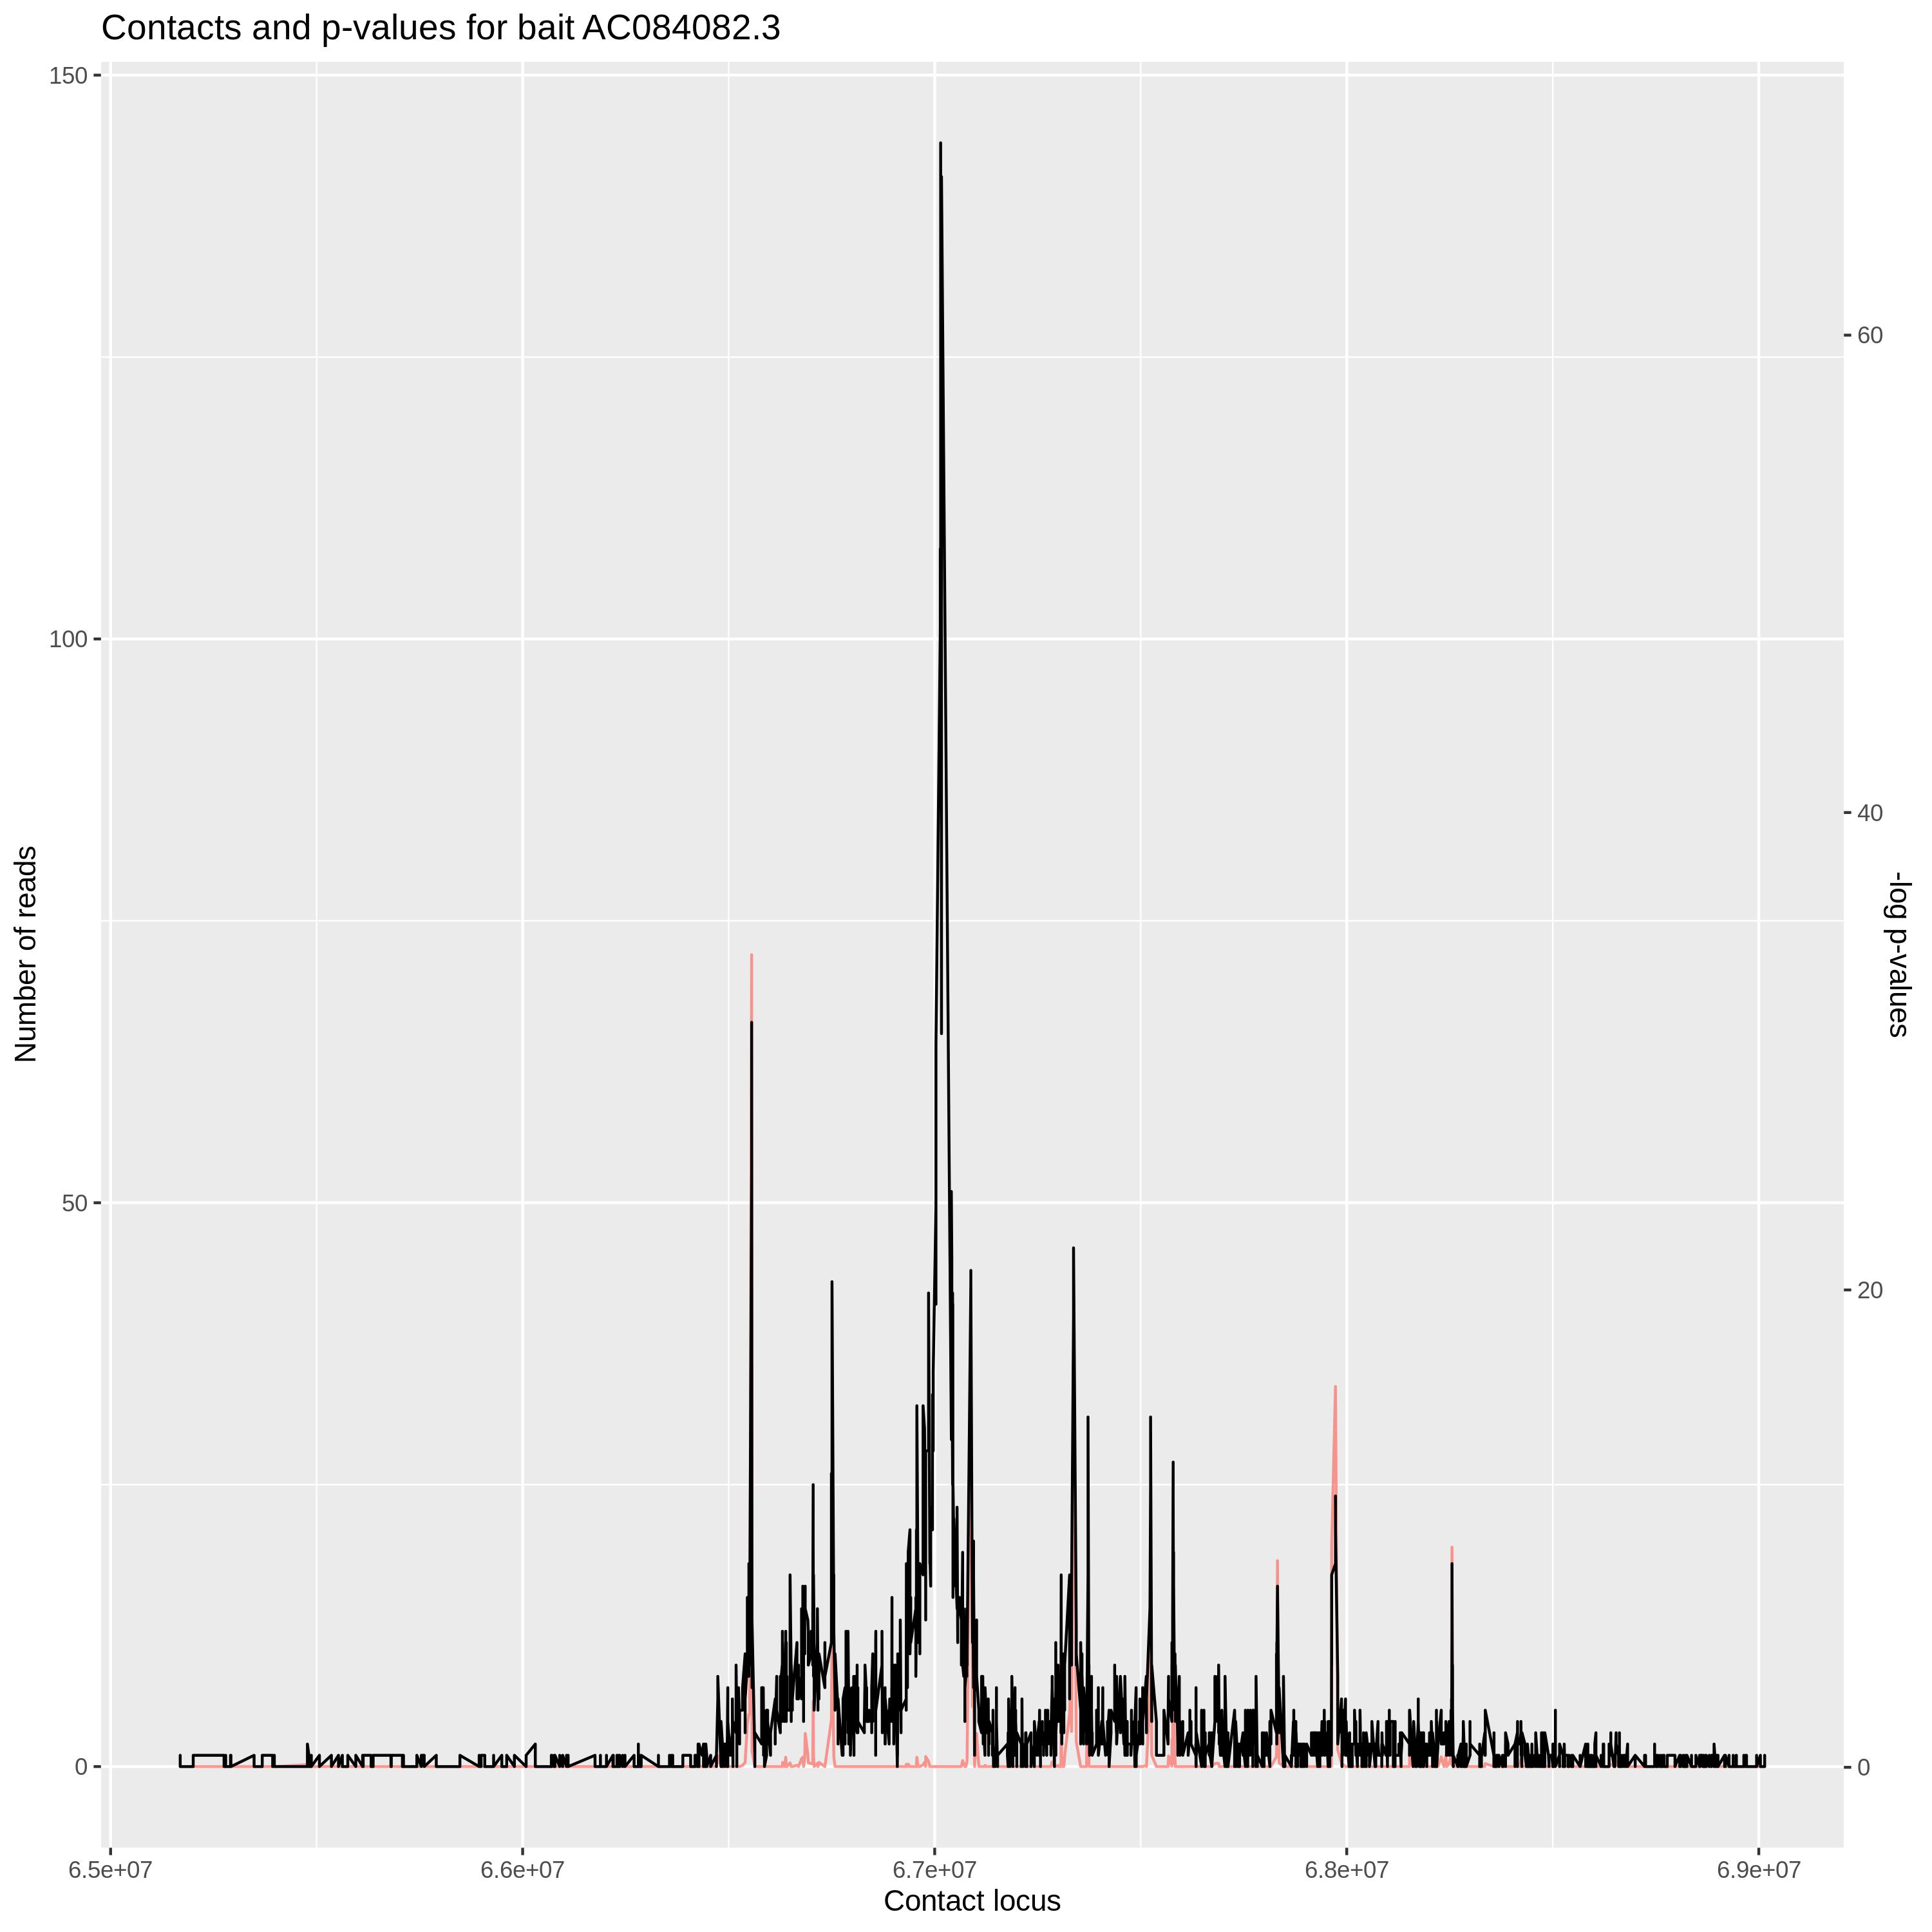 Contacts and p-values for bait AC084082.3
150
100
50
0
Number of reads
60
40
20
0
-log p-values
6.5e+07
6.6e+07
6.7e+07
6.8e+07
6.9e+07
Contact locus